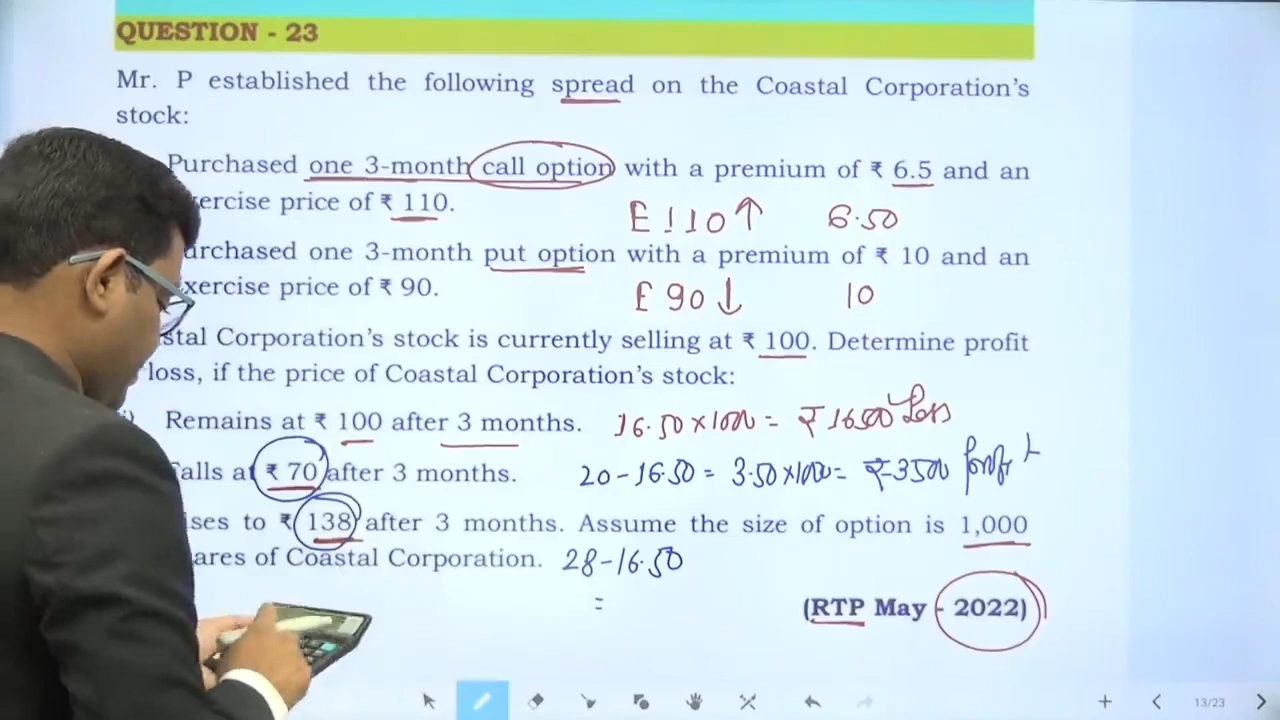 QUESTION - 23
Mr. P established the following spread on the Coastal Corporation's
stock:
Purchased one 3-month call option with a premium of ₹ 6.5 and an
ercise price of ₹ 110.
E 110↑ 6.50
urchased one 3-month put option with a premium of ₹ 10 and an
xercise price of ₹ 90.
E 90↓ 10
stal Corporation's stock is currently selling at ₹ 100. Determine profit
loss, if the price of Coastal Corporation's stock:
Remains at ₹ 100 after 3 months. 16.50×1000 = ₹ 16500 Loss
alls at ₹ 70 after 3 months. 20-16.50 = 3.50×1000= ₹ 3500 Profit
ses to ₹ 138 after 3 months. Assume the size of option is 1,000
ares of Coastal Corporation. 28-16.50
=
(RTP May - 2022)
13/23